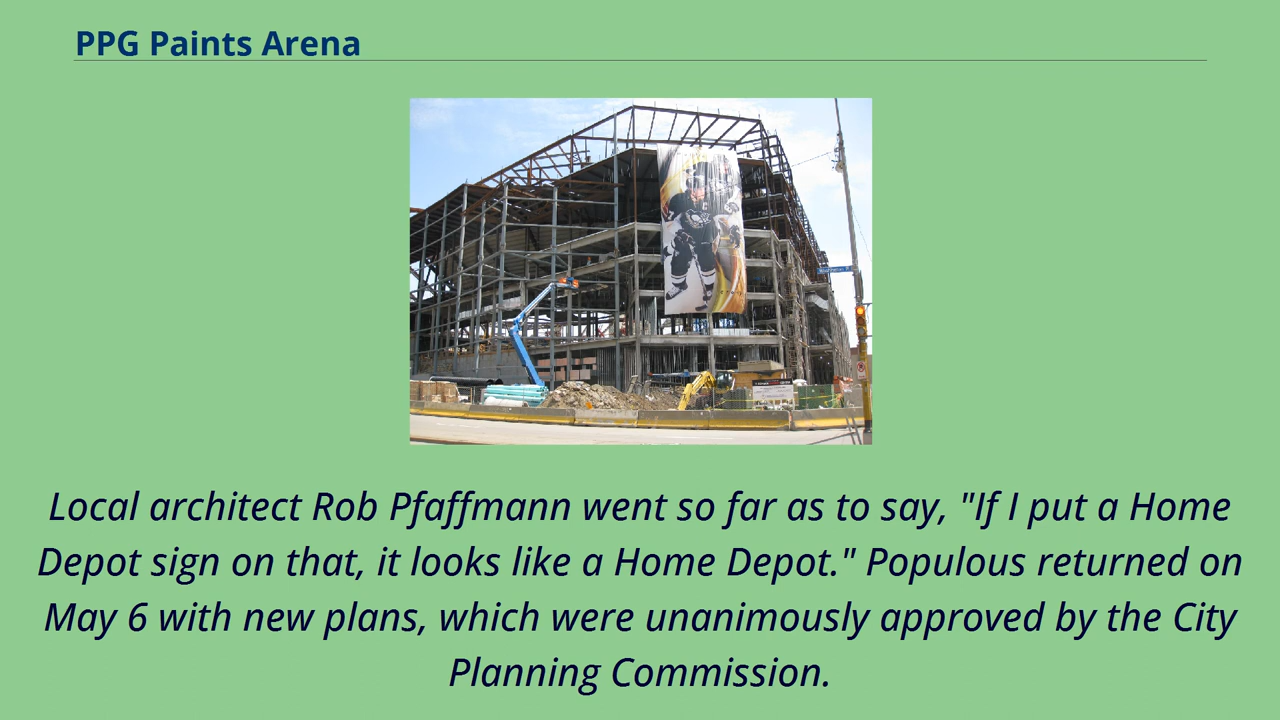 PPG Paints Arena
Local architect Rob Pfaffmann went so far as to say, "If I put a Home
Depot sign on that, it looks like a Home Depot." Populous returned on
May 6 with new plans, which were unanimously approved by the City
Planning Commission.